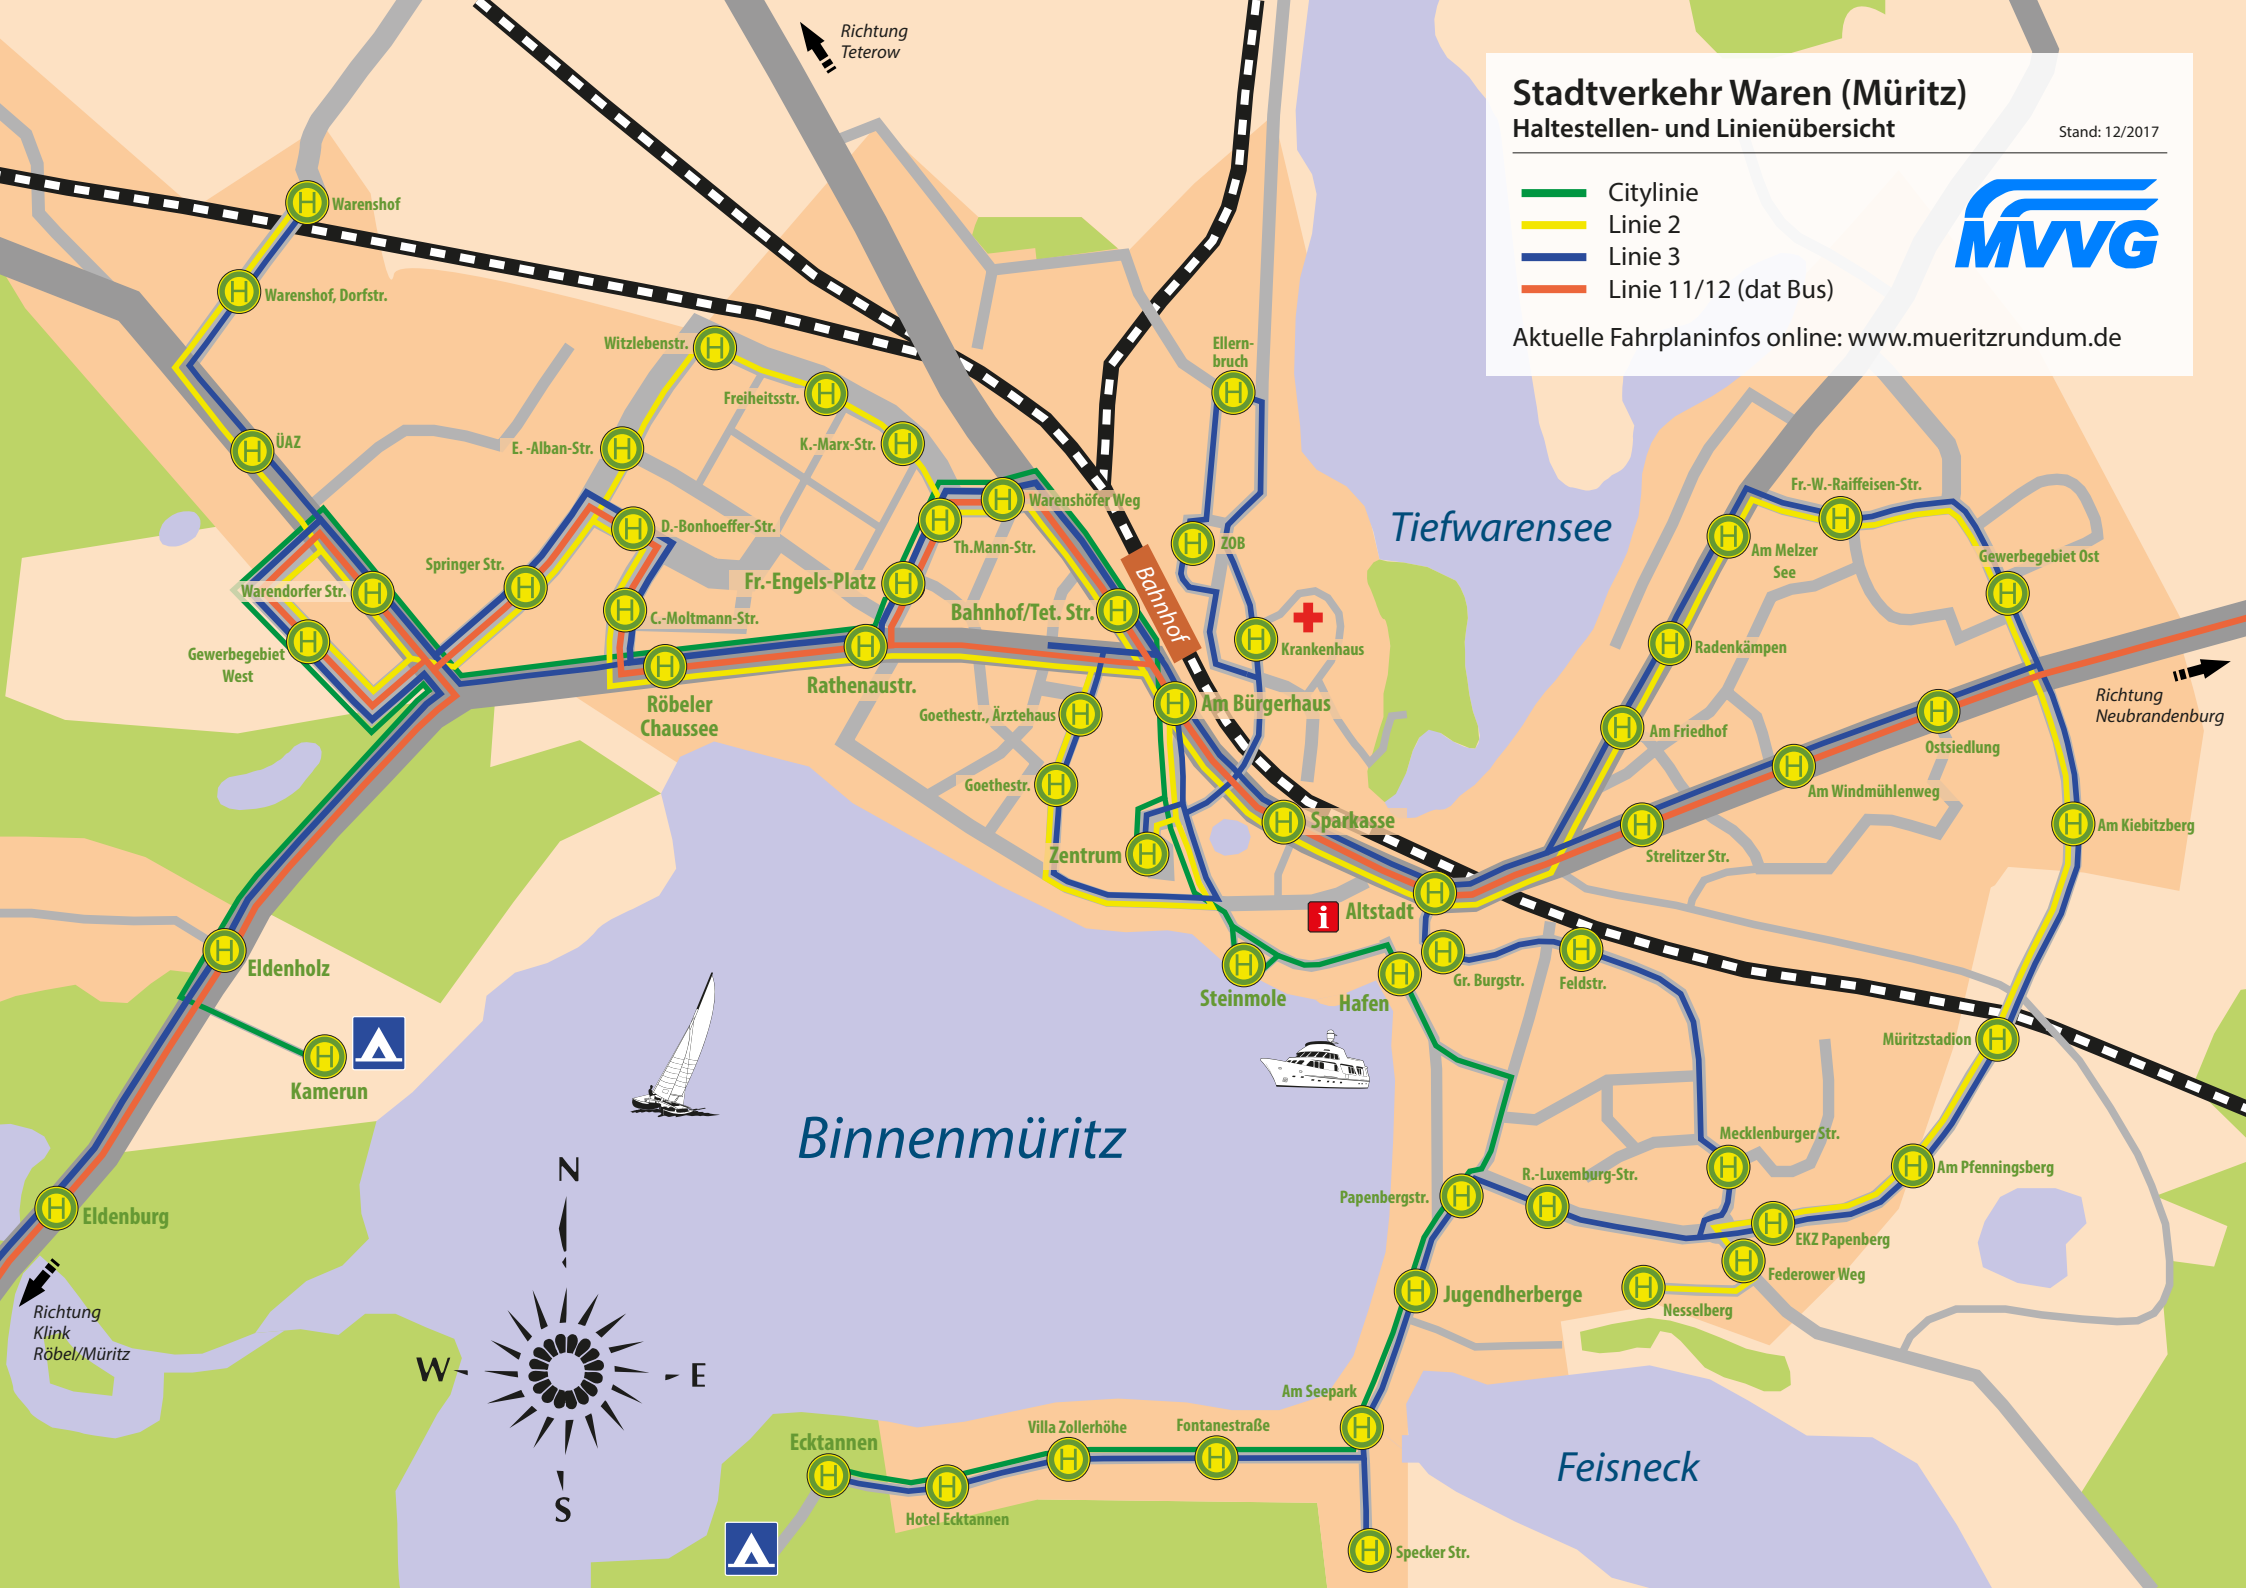 Richtung
Teterow
Stadtverkehr Waren (Müritz)
Haltestellen- und Linienübersicht
Stand: 12/2017
Citylinie
Linie 2
Linie 3
Linie 11/12 (dat Bus)
MVVG
Aktuelle Fahrplaninfos online: www.mueritzrundum.de
H Warenshof
H Warenshof, Dorfstr.
Witzlebenstr. H
Freiheitsstr. H
K.-Marx-Str. H
E. -Alban-Str. H
H ÜAZ
Ellern-
bruch
H
H Warenshöfer Weg
H
Th.Mann-Str.
H D.-Bonhoeffer-Str.
Springer Str. H
Fr.-Engels-Platz H
H ZOB
Tiefwarensee
Fr.-W.-Raiffeisen-Str.
H
H
Am Melzer
See
Gewerbegebiet Ost
H
Warendorfer Str. H
H
Gewerbegebiet
West
H
C.-Moltmann-Str.
Bahnhof/Tet. Str. H
Bahnhof
H
Krankenhaus
H Radenkämpen
H
Röbeler
Chaussee
H
Rathenaustr.
Goethestr., Ärztehaus H
H Am Bürgerhaus
H Am Friedhof
H
Ostsiedlung
Richtung
Neubrandenburg
Goethestr. H
H
Am Windmühlenweg
H Sparkasse
H
Strelitzer Str.
H Am Kiebitzberg
Zentrum H
i
Altstadt H
H
Eldenholz
H
Steinmole
H
Hafen
H
Gr. Burgstr.
H
Feldstr.
H
Kamerun
Müritzstadion H
Binnenmüritz
Mecklenburger Str.
H
H Am Pfenningsberg
R.-Luxemburg-Str.
H
Papenbergstr. H
H Eldenburg
H
EKZ Papenberg
H
Federower Weg
H
Nesselberg
H Jugendherberge
Richtung
Klink
Röbel/Müritz
N
W
E
S
Am Seepark
H
Ecktannen
H
Villa Zollerhöhe
H
Fontanestraße
H
H
Hotel Ecktannen
Feisneck
H Specker Str.